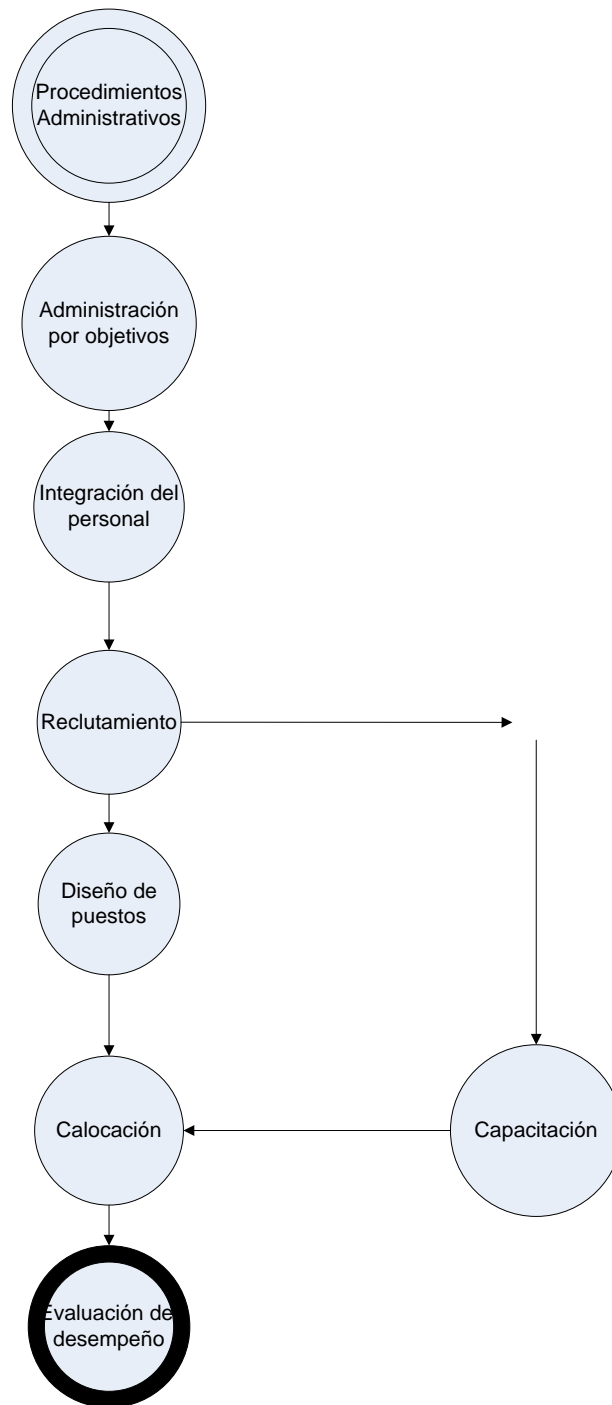 Procedimientos
Administrativos
Administración
por objetivos
Integración del
personal
Reclutamiento
Diseño de
puestos
Calocación
Capacitación
Evaluación de
desempeño